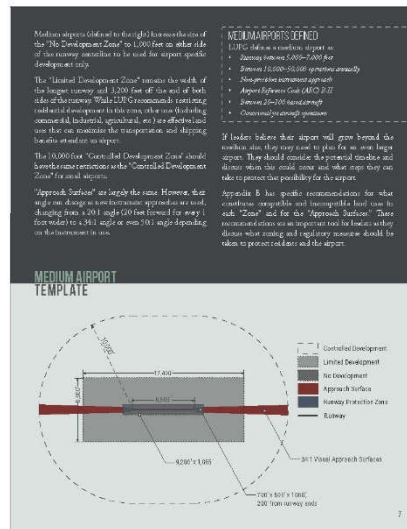 Medium airports (defined to the right) increase the size of
the "No Development Zone" to 1,000 feet on either side
of the runway centerline to be used for airport specific
development only.
The "Limited Development Zone" remains the width of
the longest runway and 3,200 off the end of both
sides of the runway. While LUPG recommends restricting
residential development in this zone, other uses (including
commercial, industrial, agricultural, etc.) are effective land
uses that can maximize the transportation and shipping
benefits attendant an airport.
The 10,000 foot "Controlled Development Zone" should
have the same restrictions as the "Controlled Development
Zone" for small airports.
"Approach Surfaces" are largely the same. However, their
angle can change as new instrument approaches are used,
changing from a 20:1 angle (20 feet forward for every 1
foot wider) to a 34:1 angle or even 50:1 angle depending
on the instrument in use.
MEDIUM AIRPORTS DEFINED
LUPG defines a medium airport as:
• Runway between 5,000-7,000 feet
• Between 10,000-50,000 operations annually
• Non-precision instrument approach
• Airport Reference Code (ARC) B-II
• Between 20-100 based aircraft
• Occasional jet aircraft operations
If leaders believe their airport will grow beyond the
medium size, they may need to plan for an even larger
airport. They should consider the potential timeline and
discuss when this could occur and what steps they can
take to protect that possibility for the airport.
Appendix B has specific recommendations for what
constitutes compatible and incompatible land uses in
each "Zone" and for the "Approach Surfaces." These
recommendations are an important tool for leaders as they
discuss what zoning and regulatory measures should be
taken to protect residents and the airport.
MEDIUM AIRPORT
TEMPLATE
10,000'
Controlled Development
Limited Development
No Development
Approach Surface
Runway Protection Zone
Runway
34:1 Visual Approach Surfaces
200 from runway ends
7